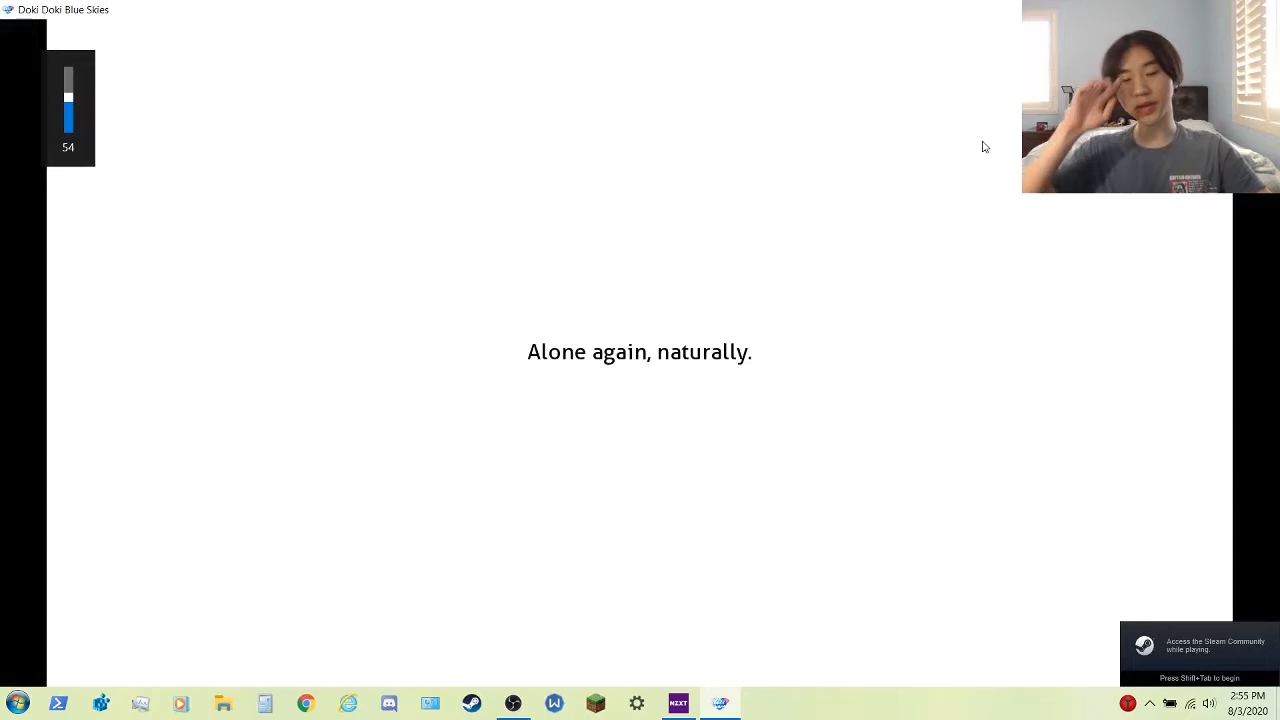 Doki Doki Blue Skies
54
Alone again, naturally.
Access the Steam Community
while playing.
Press Shift+Tab to begin
NZXT
2:55 PM
8/3/2020